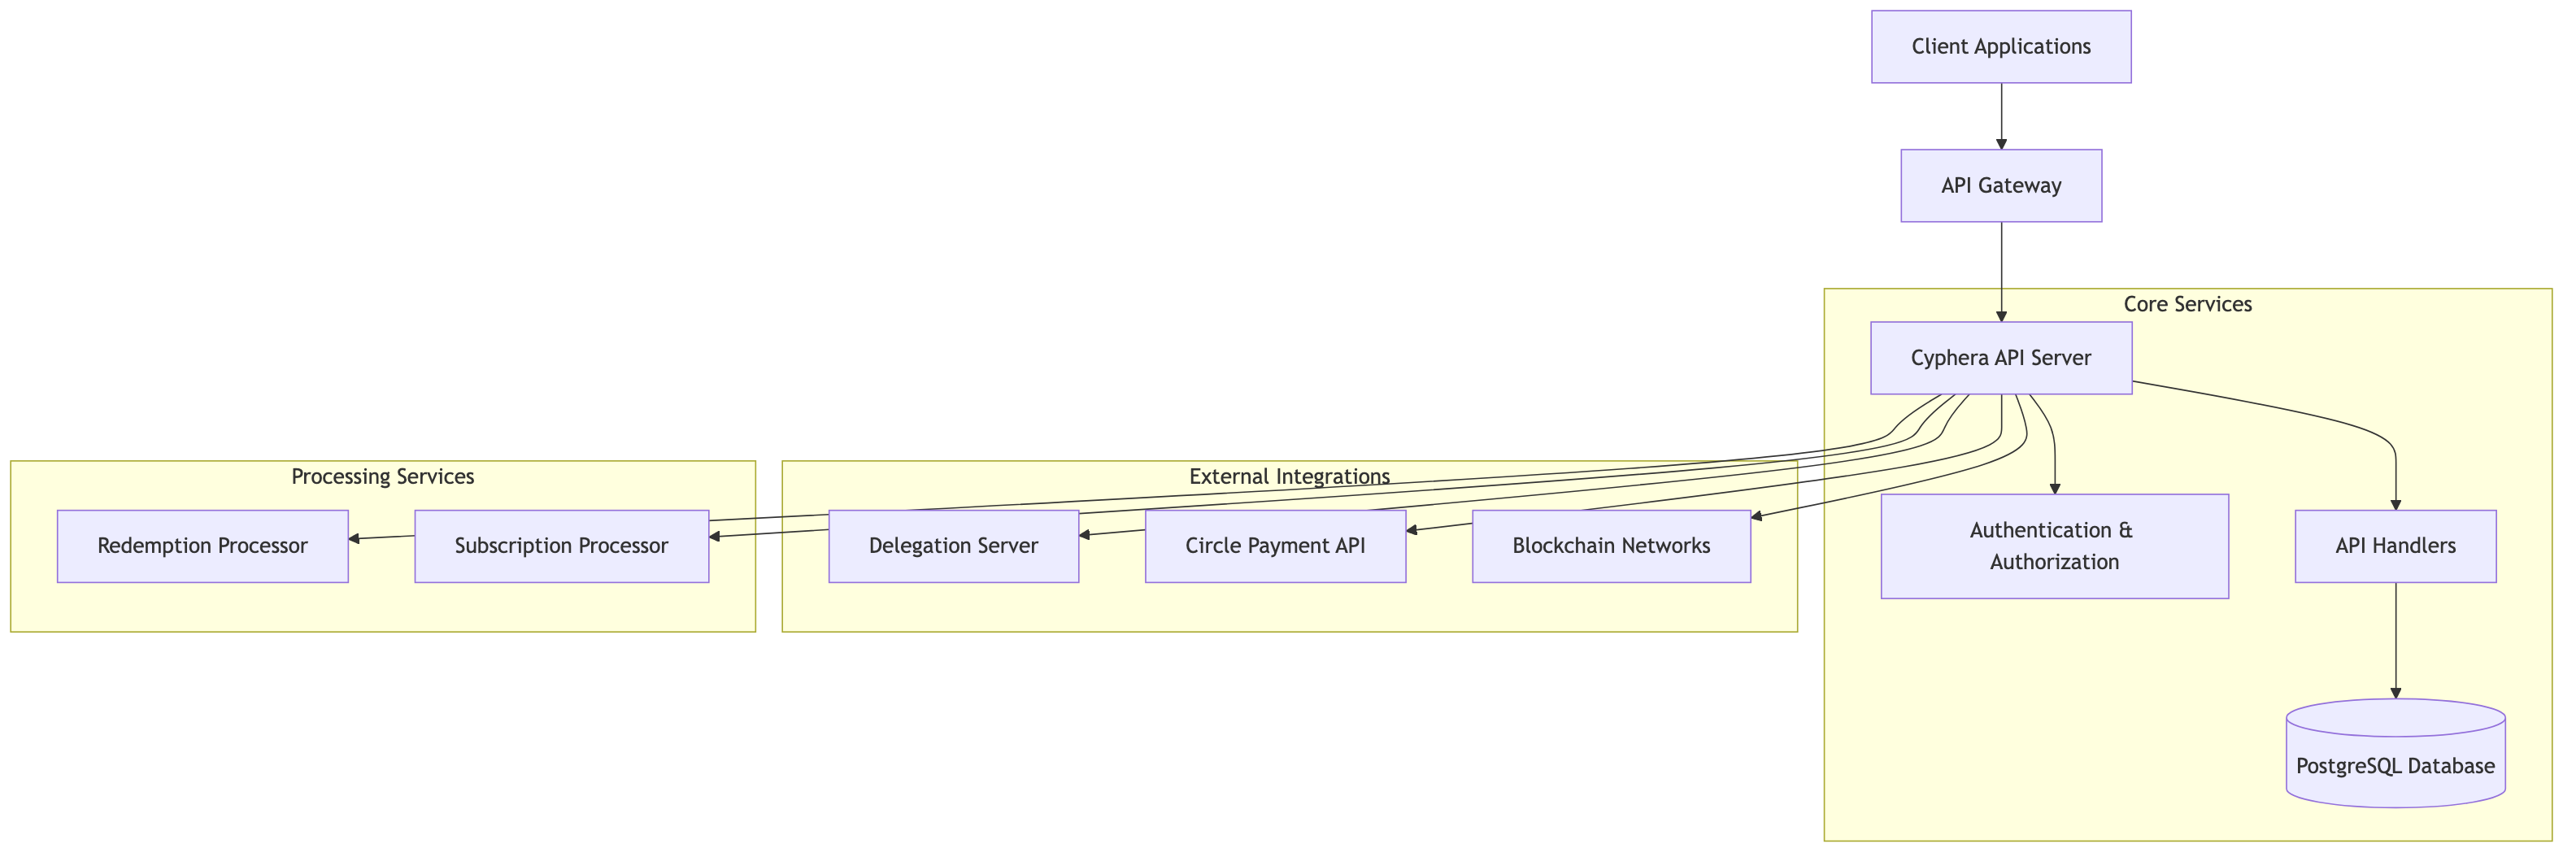 Client Applications
API Gateway
Core Services
Cyphera API Server
Processing Services
External Integrations
Redemption Processor
Subscription Processor
Delegation Server
Circle Payment API
Blockchain Networks
Authentication &
Authorization
API Handlers
PostgreSQL Database